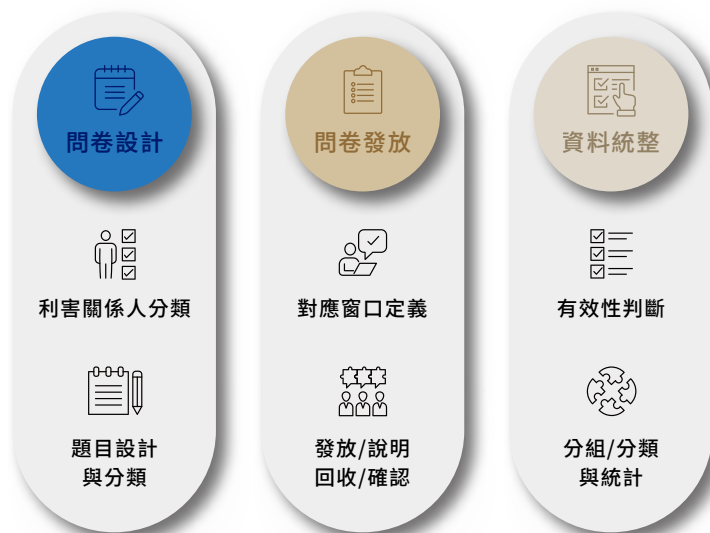 問卷設計
利害關係人分類
題目設計
與分類
問卷發放
對應窗口定義
發放/說明
回收/確認
資料統整
有效性判斷
分組/分類
與統計